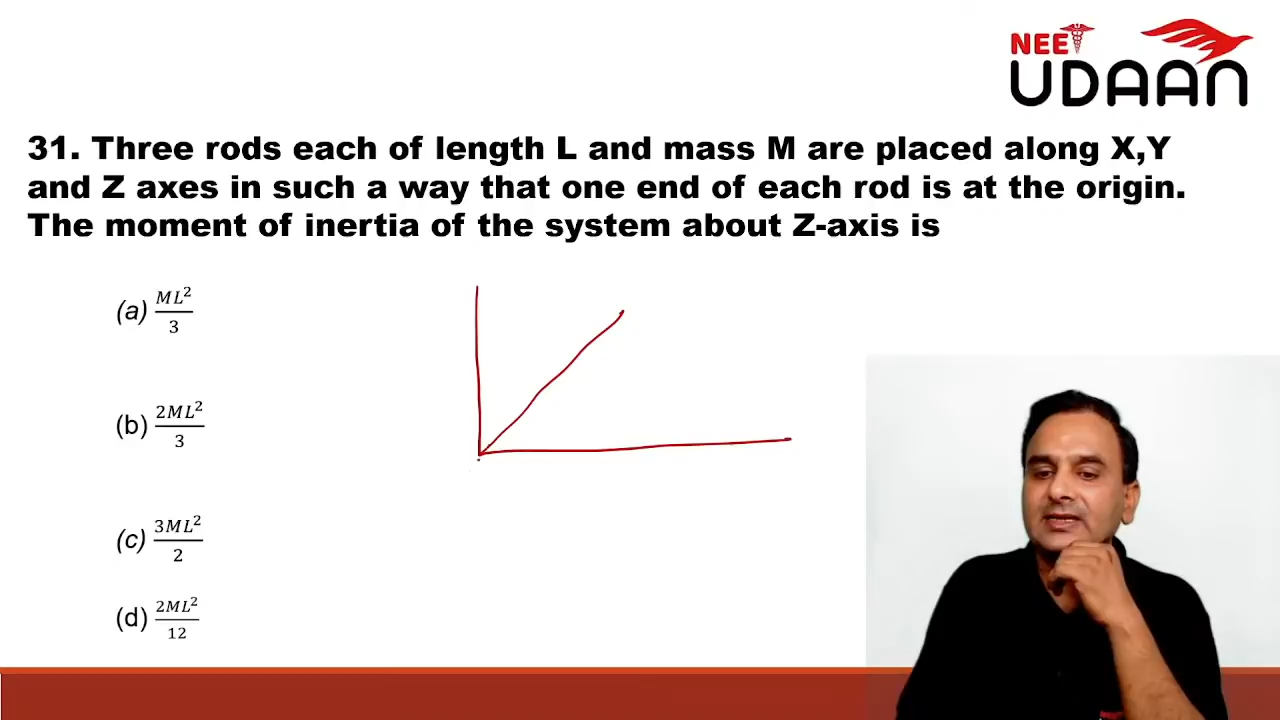 NEET
UDAAN
31. Three rods each of length L and mass M are placed along X,Y
and Z axes in such a way that one end of each rod is at the origin.
The moment of inertia of the system about Z-axis is
(a) ML²/3
(b) 2ML²/3
(c) 3ML²/2
(d) 2ML²/12